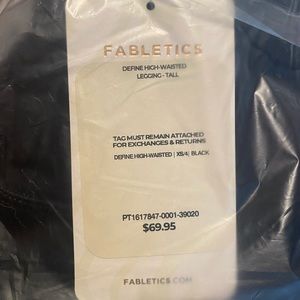 FABLETICS
DEFINE HIGH-WAISTED
LEGGING - TALL
TAG MUST REMAIN ATTACHED
FOR EXCHANGES & RETURNS
DEFINE HIGH-WAISTED | XS/4 | BLACK
PT1617847-0001-39020
$69.95
FABLETICS.COM